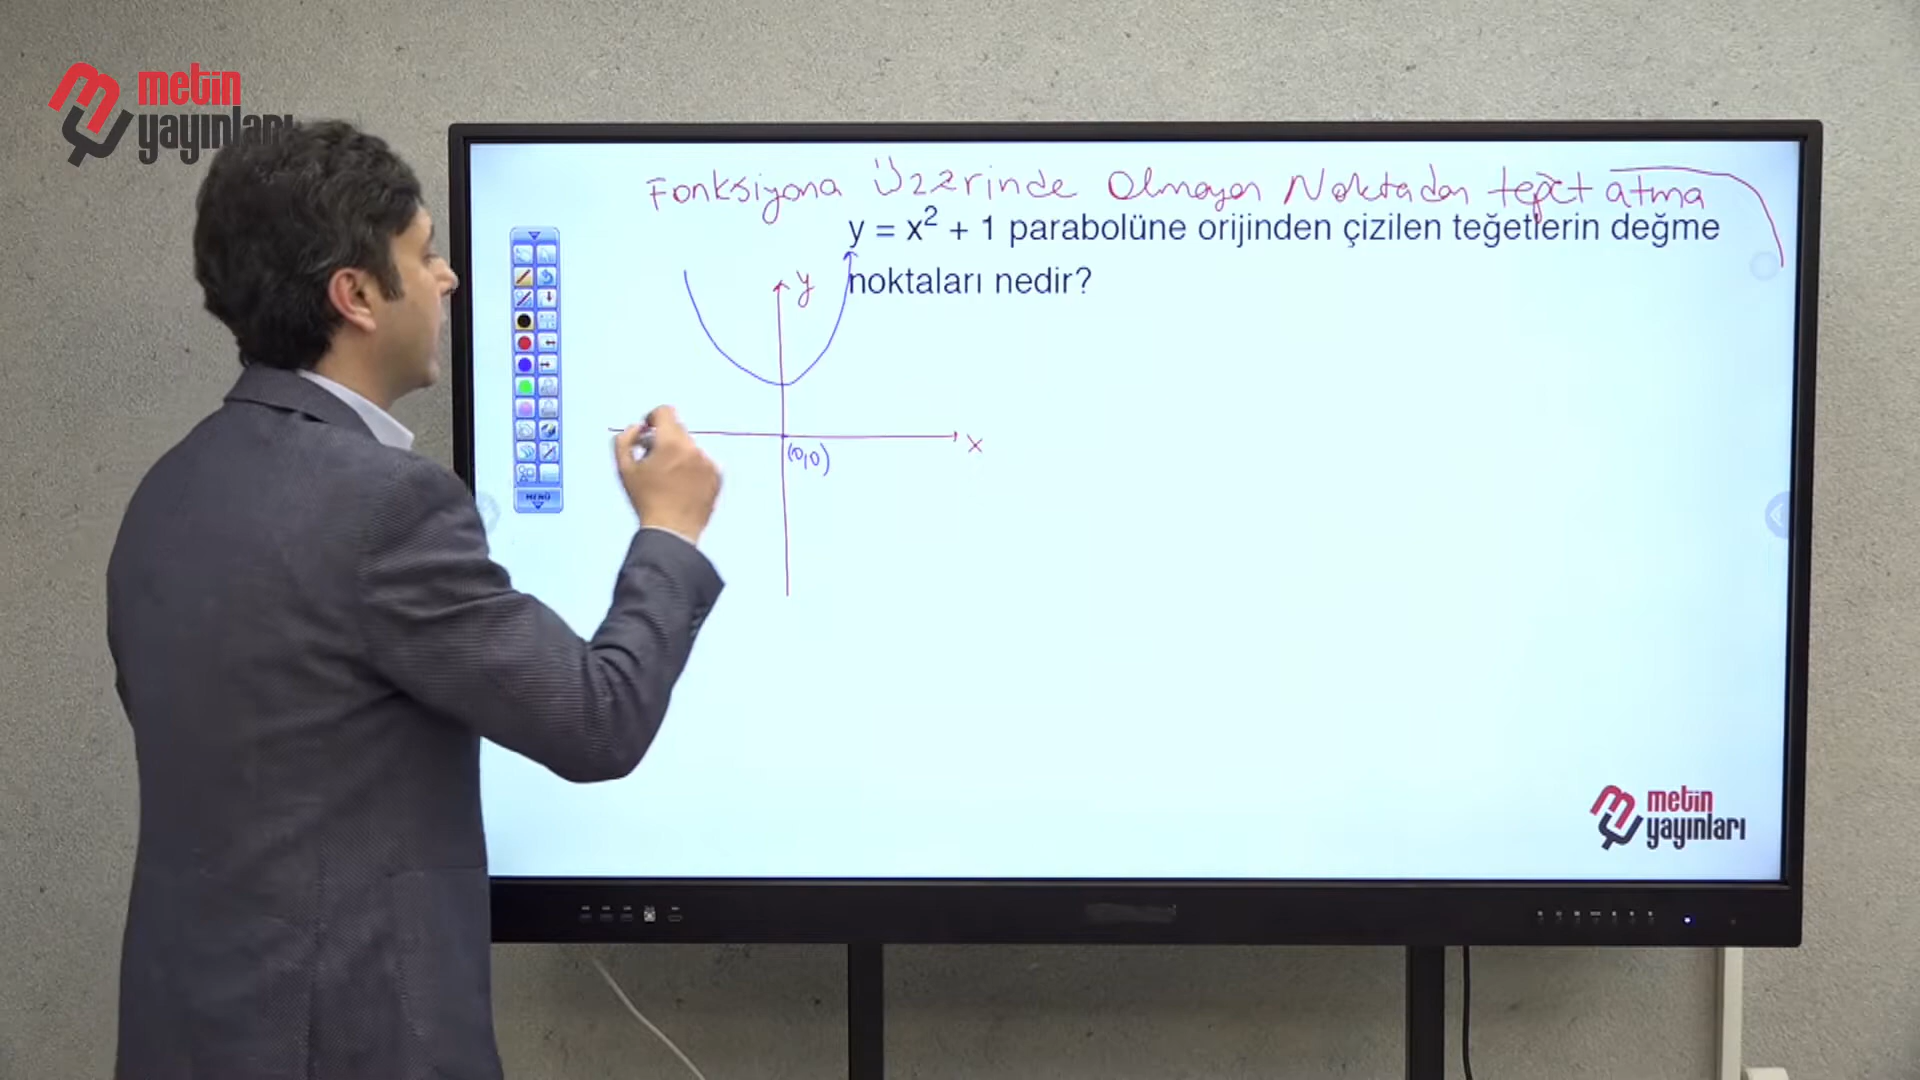 metin
yayınları
Fonksiyona Üzerinde Olmayan Noktadan teğet atma
y = x² + 1 parabolüne orijinden çizilen teğetlerin değme
noktaları nedir?
y
x
(0,0)
MENÜ
metin
yayınları